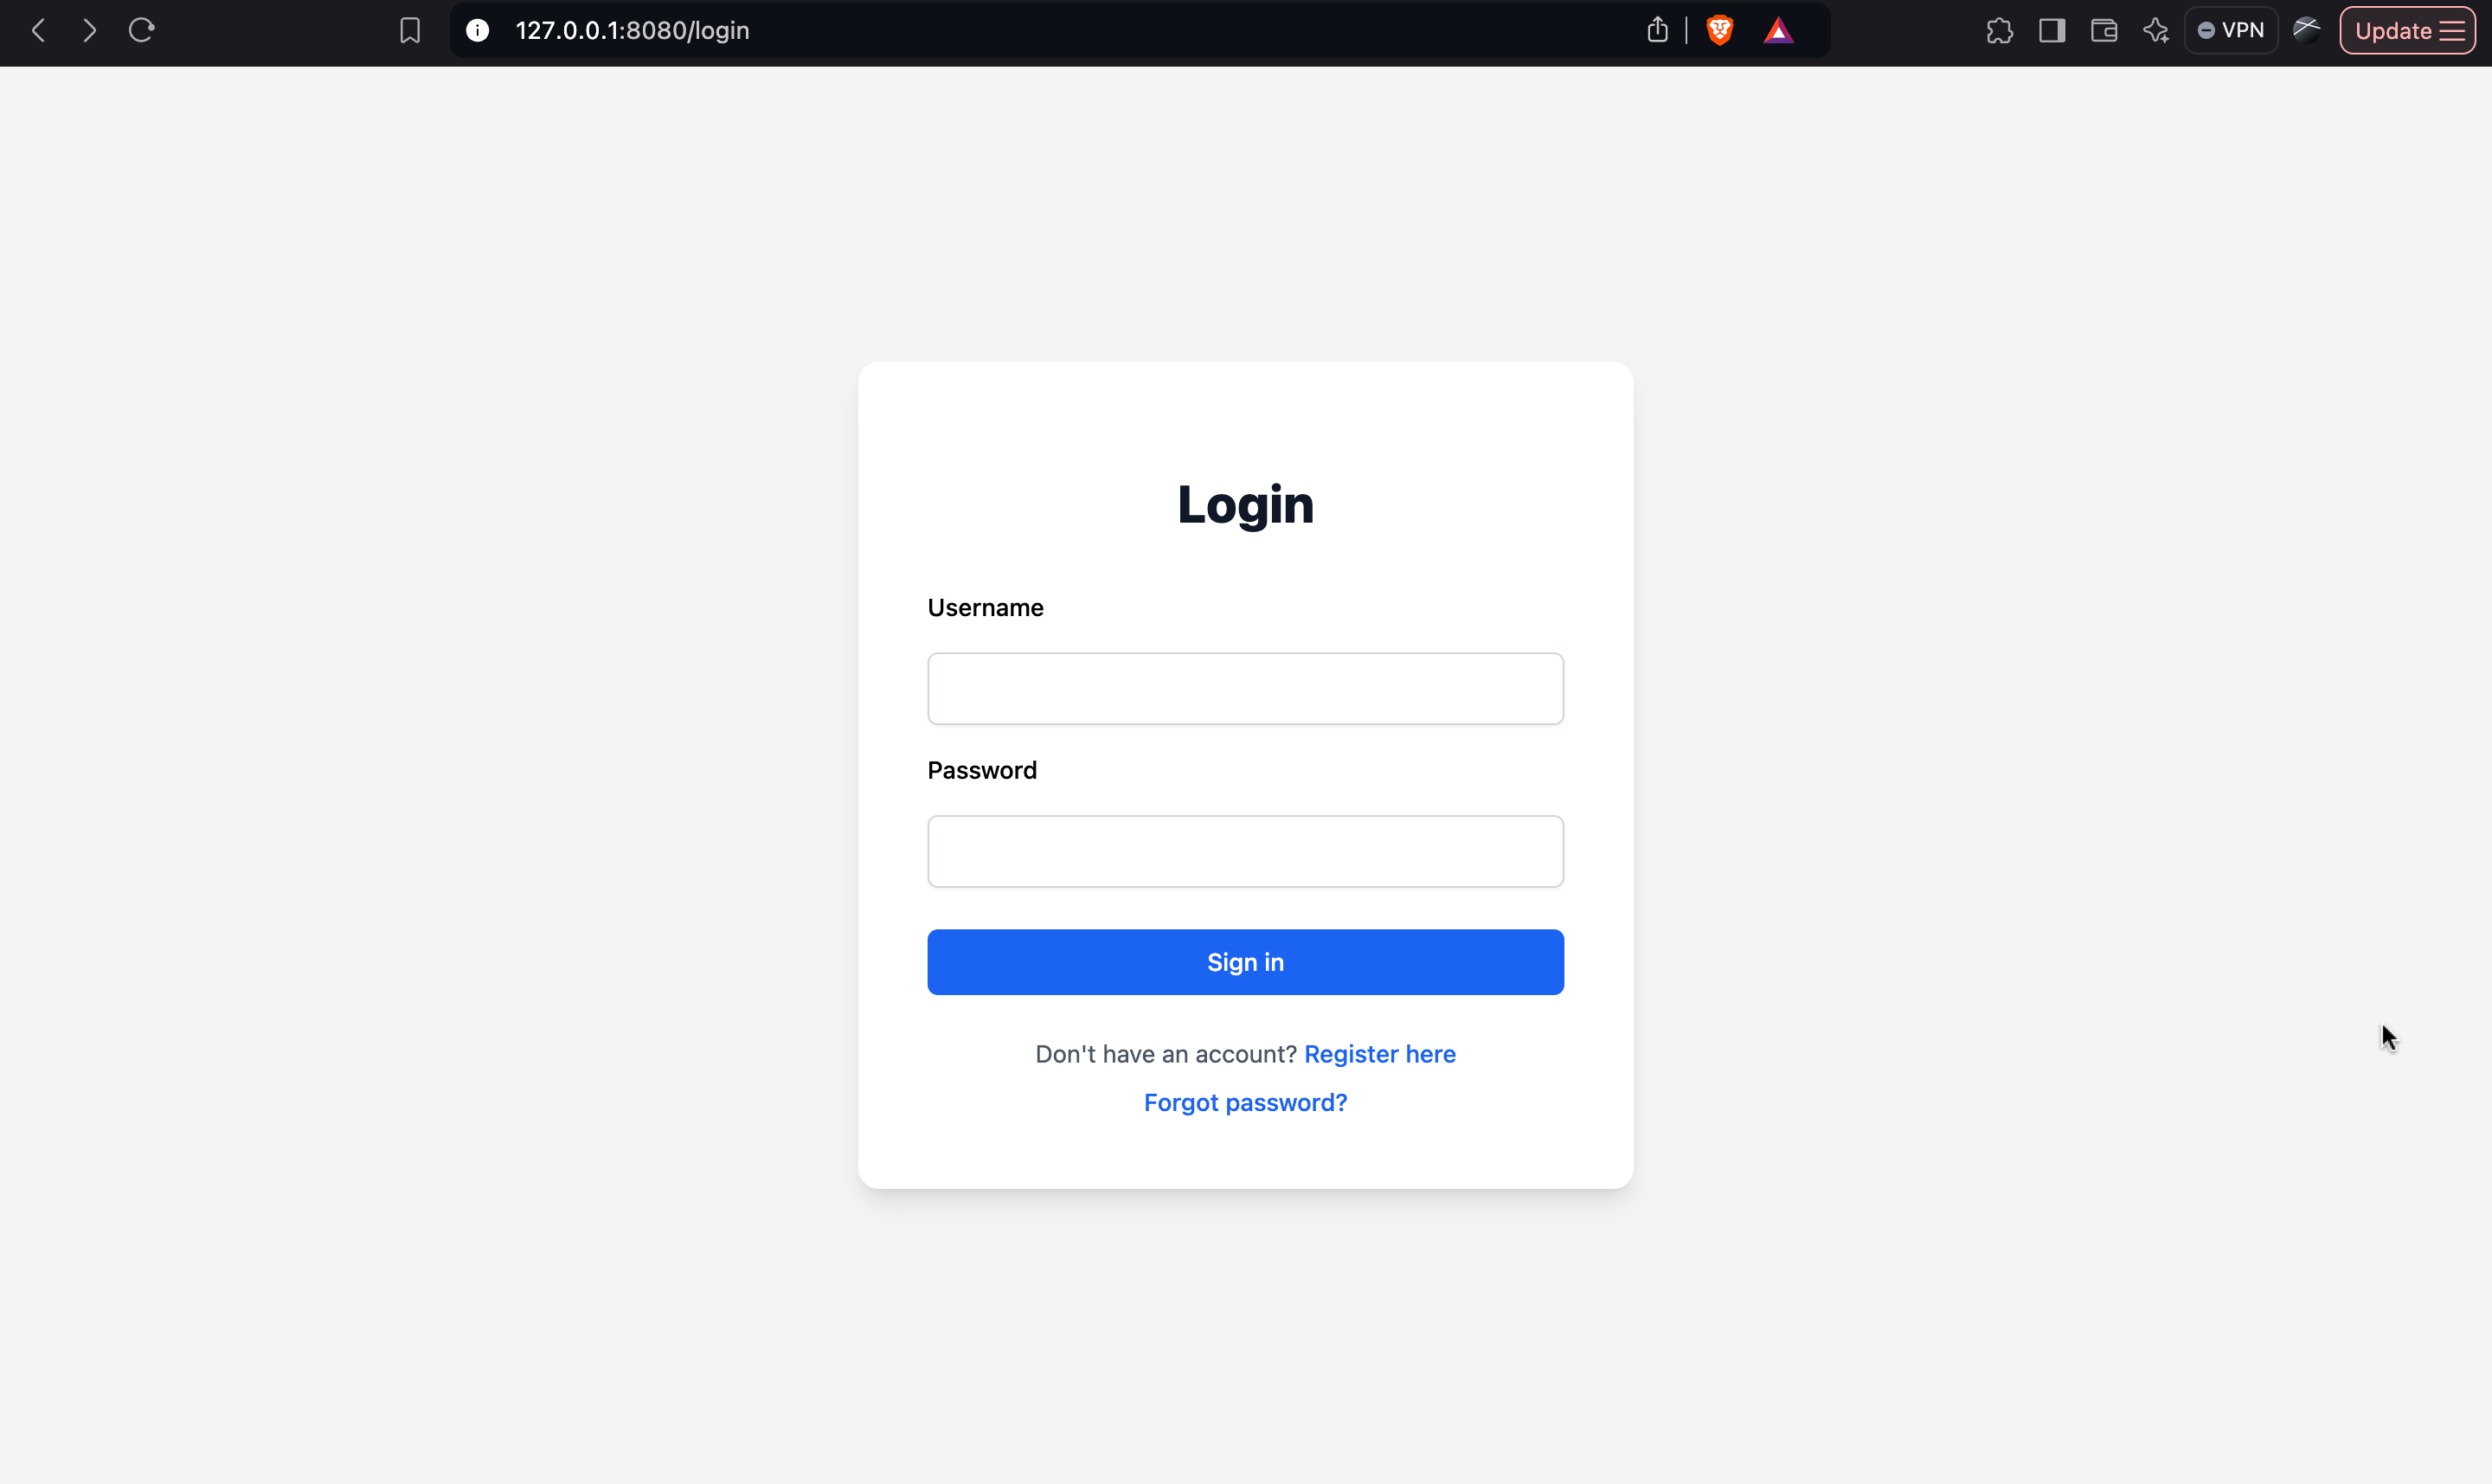 127.0.0.1:8080/login
VPN
Update
Login
Username
Password
Sign in
Don't have an account? Register here
Forgot password?